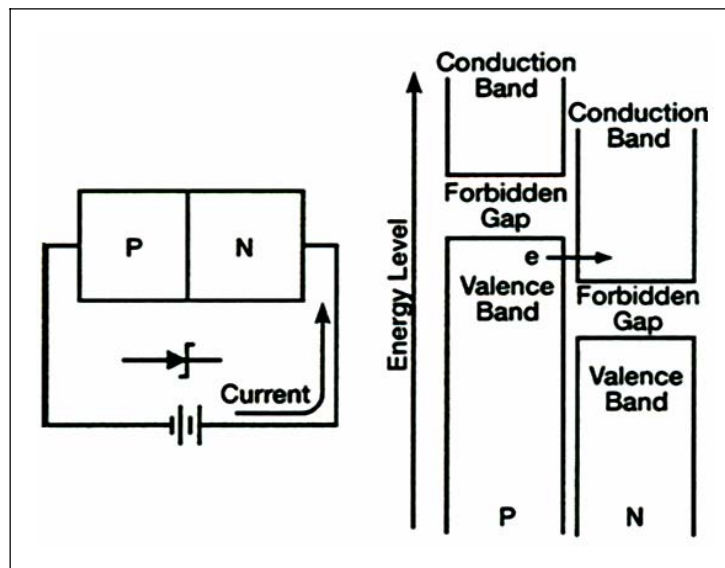 P
N
Current
Energy Level
Conduction
Band
Forbidden
Gap
e
Valence
Band
P
Conduction
Band
Forbidden
Gap
Valence
Band
N